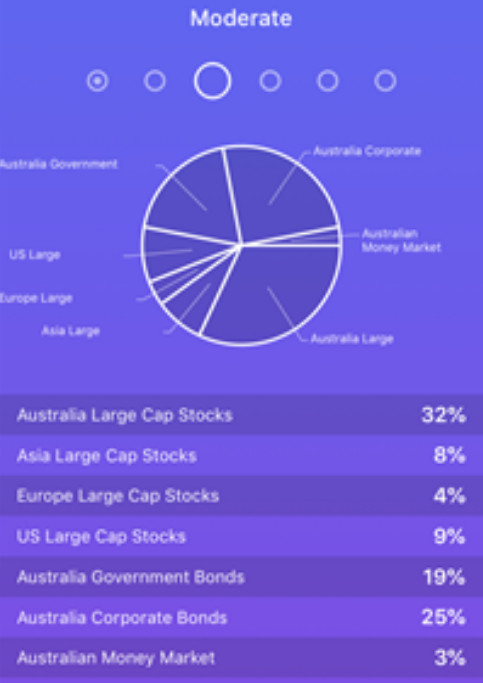 Moderate
Australia Government
Australia Corporate
US Large
Australian
Money Market
Europe Large
Asia Large
Australia Large
Australia Large Cap Stocks 32%
Asia Large Cap Stocks 8%
Europe Large Cap Stocks 4%
US Large Cap Stocks 9%
Australia Government Bonds 19%
Australia Corporate Bonds 25%
Australian Money Market 3%